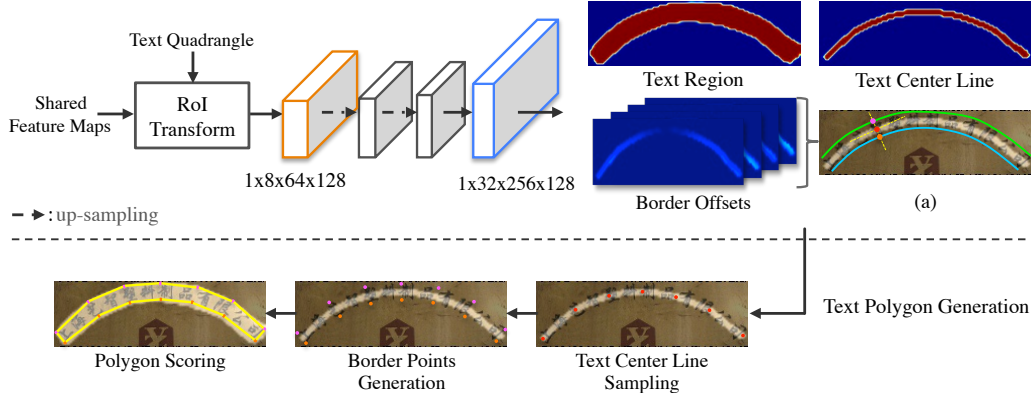 Text Quadrangle
Shared
Feature Maps
RoI
Transform
1x8x64x128
1x32x256x128
Text Region
Text Center Line
Border Offsets
(a)
: up-sampling
Text Polygon Generation
Polygon Scoring
Border Points
Generation
Text Center Line
Sampling